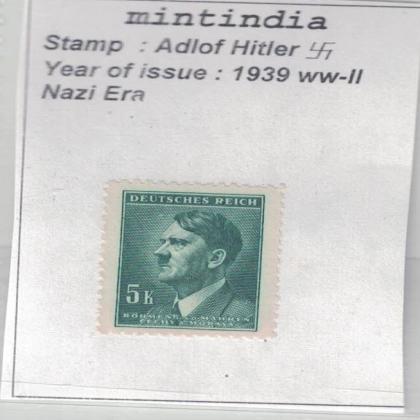 mintindia
Stamp : Adlof Hitler 卐
Year of issue : 1939 ww-II
Nazi Era
DEUTSCHES REICH
5K
BÖHMEN U. MÄHREN
ČECHY A MORAVA